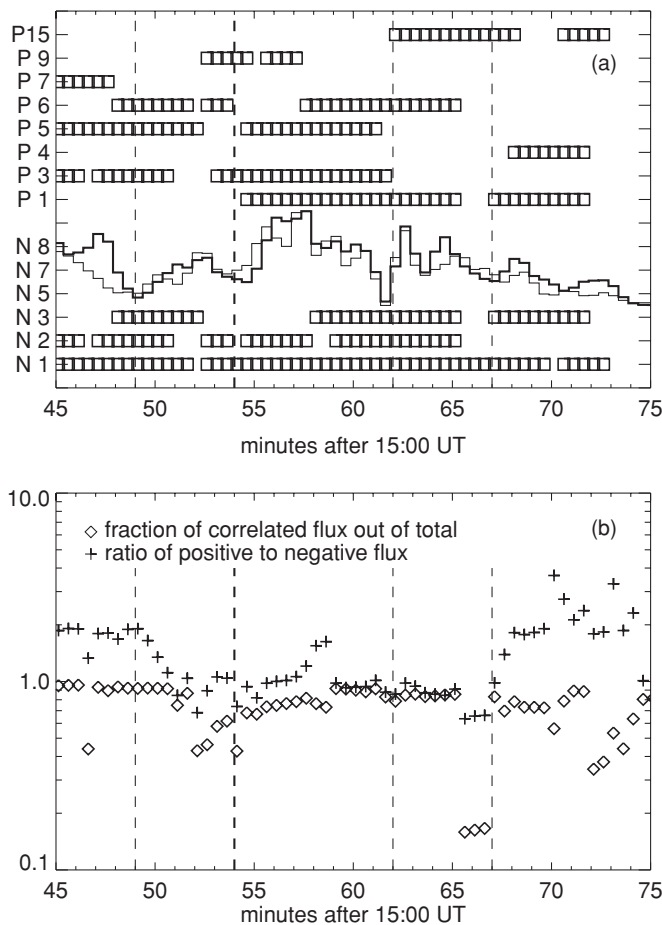 P15
(a)
P 9
P 7
P 6
P 5
P 4
P 3
P 1
N 8
N 7
N 5
N 3
N 2
N 1
45 50 55 60 65 70 75
minutes after 15:00 UT
10.0
◇ fraction of correlated flux out of total
(b)
+ ratio of positive to negative flux
1.0
0.1
45 50 55 60 65 70 75
minutes after 15:00 UT